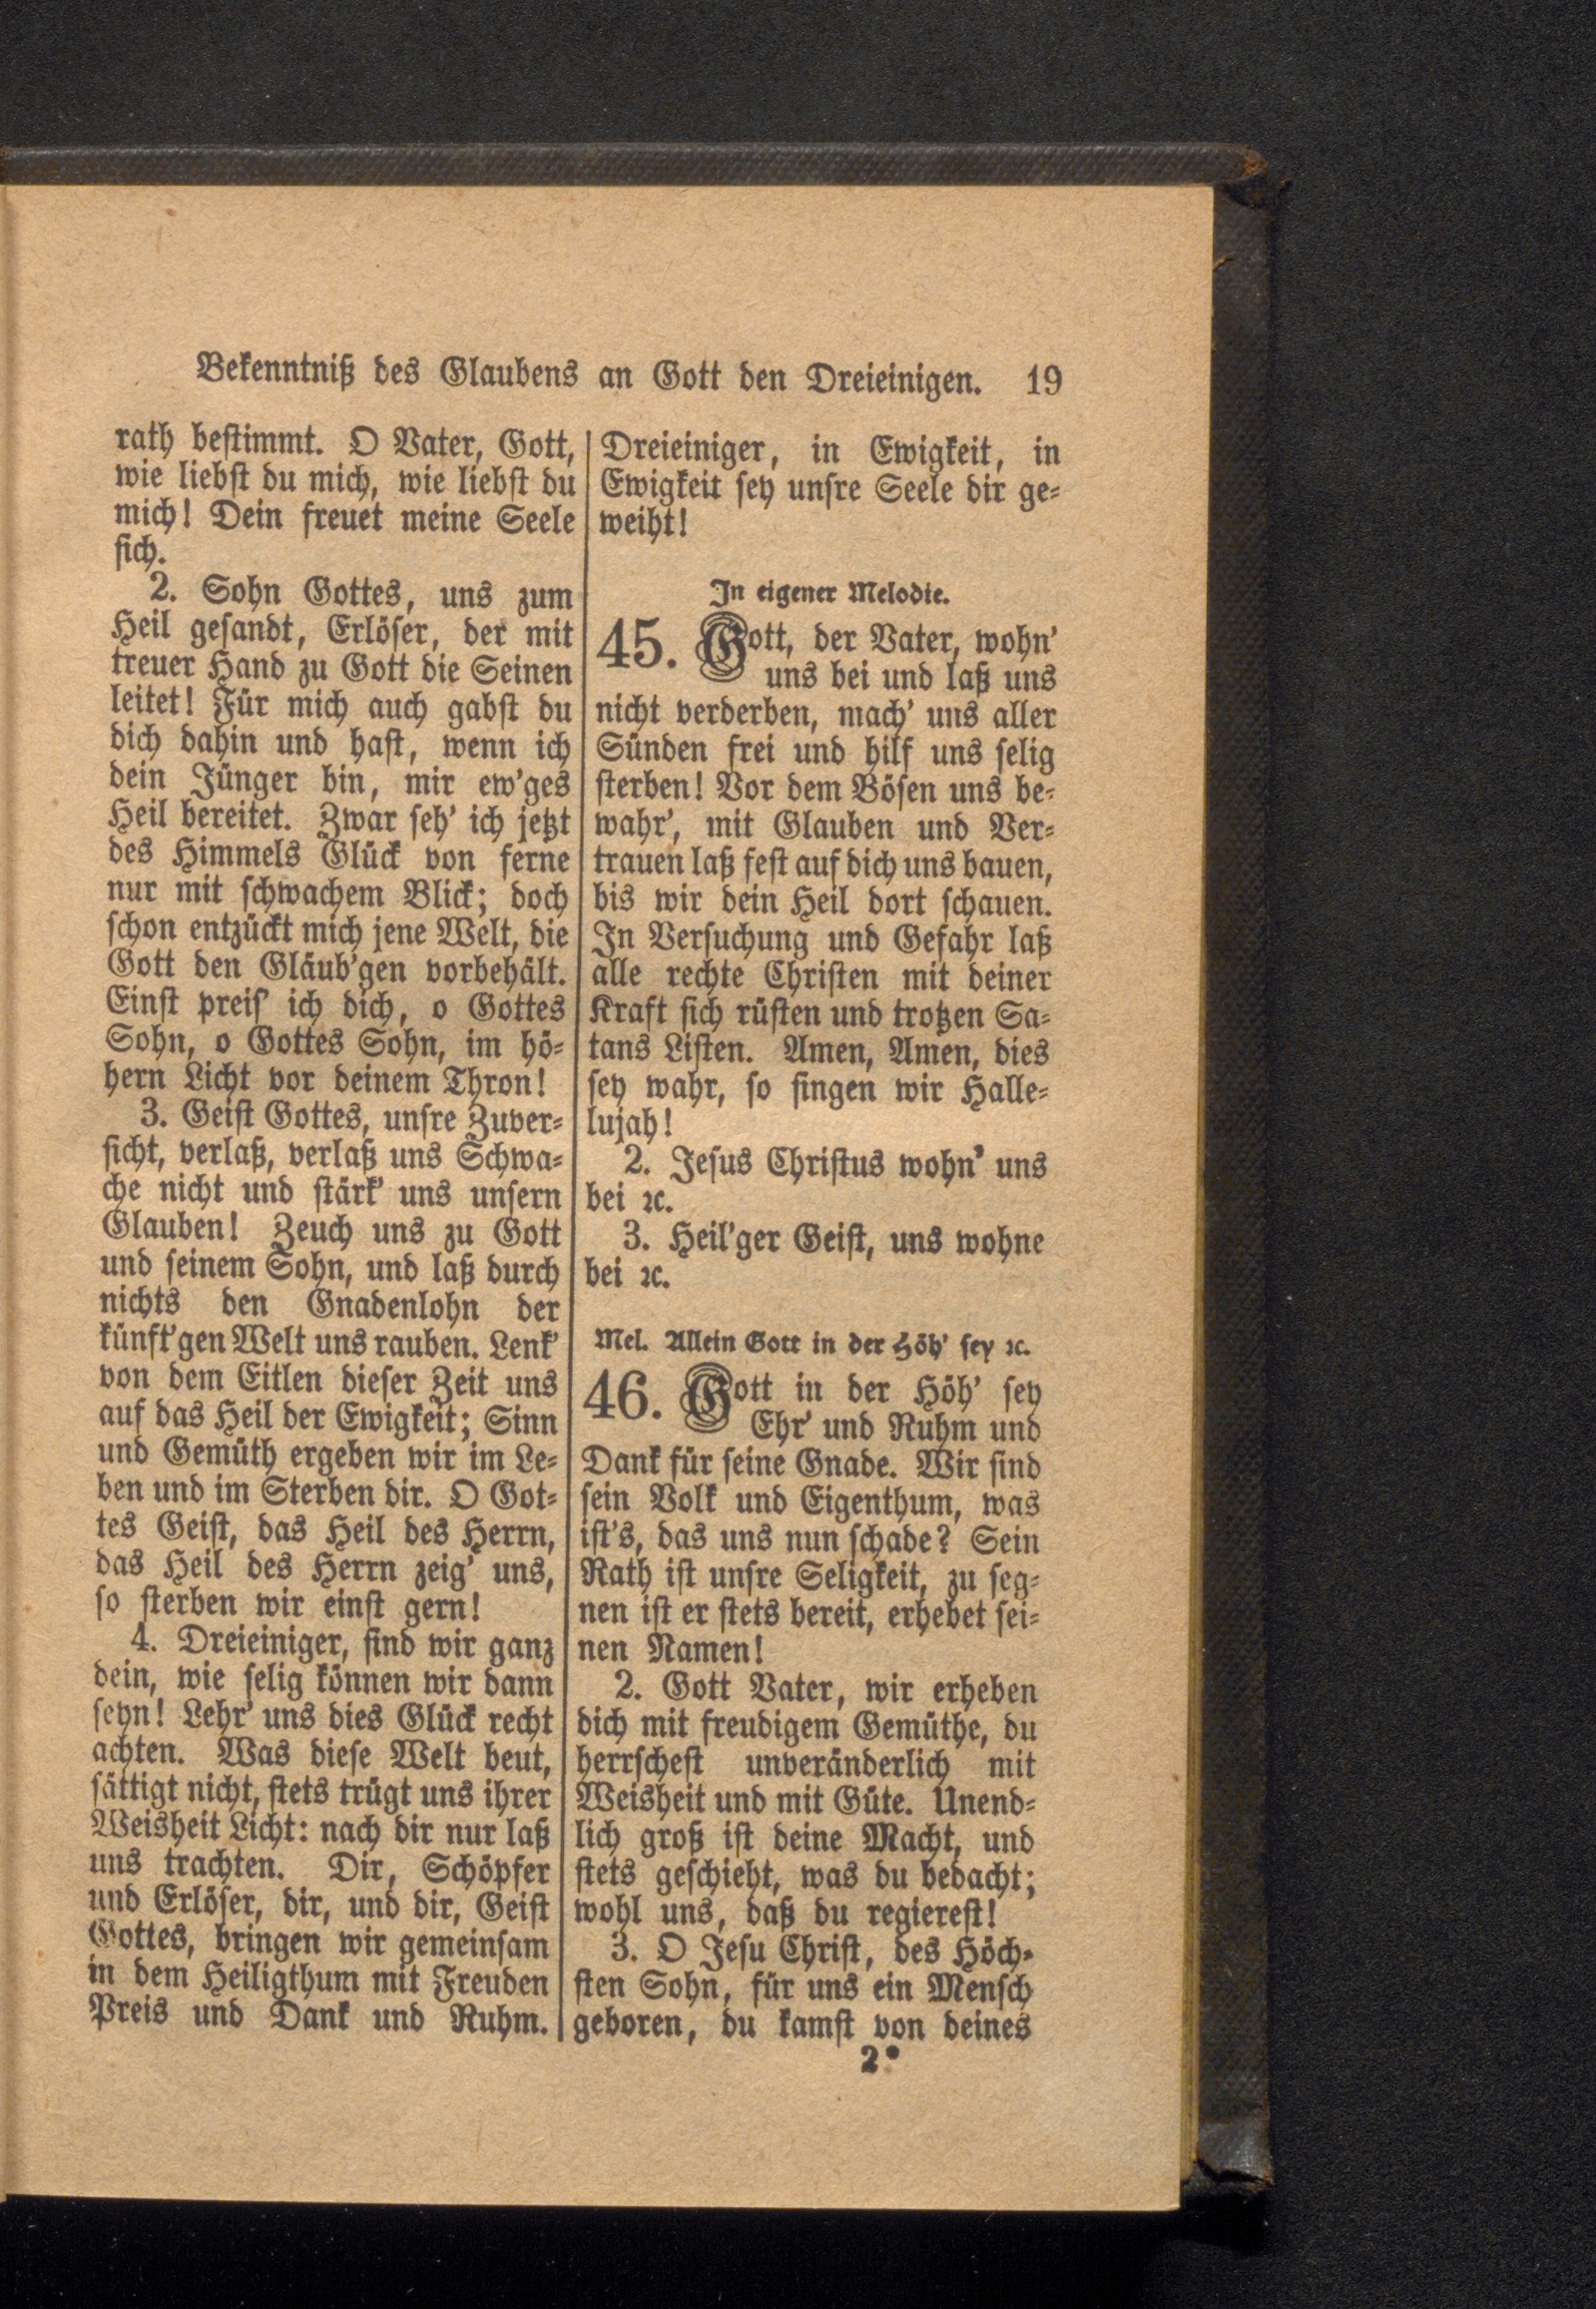 Bekenntniß des Glaubens an Gott den Dreieinigen. 19
rath bestimmt. O Vater, Gott,
wie liebst du mich, wie liebst du
mich! Dein freuet meine Seele
sich.
2. Sohn Gottes, uns zum
Heil gesandt, Erlöser, der mit
treuer Hand zu Gott die Seinen
leitet! Für mich auch gabst du
dich dahin und hast, wenn ich
dein Jünger bin, mir ew'ges
Heil bereitet. Zwar seh' ich jetzt
des Himmels Glück von ferne
nur mit schwachem Blick; doch
schon entzückt mich jene Welt, die
Gott den Gläub'gen vorbehält.
Einst preis' ich dich, o Gottes
Sohn, o Gottes Sohn, im hö-
hern Licht vor deinem Thron!
3. Geist Gottes, unsre Zuver-
sicht, verlaß, verlaß uns Schwa-
che nicht und stärk' uns unsern
Glauben! Zeuch uns zu Gott
und seinem Sohn, und laß durch
nichts den Gnadenlohn der
künft'gen Welt uns rauben. Lenk'
von dem Eitlen dieser Zeit uns
auf das Heil der Ewigkeit; Sinn
und Gemüth ergeben wir im Le-
ben und im Sterben dir. O Got-
tes Geist, das Heil des Herrn,
das Heil des Herrn zeig' uns,
so sterben wir einst gern!
4. Dreieiniger, sind wir ganz
dein, wie selig können wir dann
seyn! Lehr' uns dies Glück recht
achten. Was diese Welt beut,
sättigt nicht, stets trügt uns ihrer
Weisheit Licht: nach dir nur laß
uns trachten. Dir, Schöpfer
und Erlöser, dir, und dir, Geist
Gottes, bringen wir gemeinsam
in dem Heiligthum mit Freuden
Preis und Dank und Ruhm.
Dreieiniger, in Ewigkeit, in
Ewigkeit sey unsre Seele dir ge-
weiht!
In eigener Melodie.
45. Gott, der Vater, wohn'
uns bei und laß uns
nicht verderben, mach' uns aller
Sünden frei und hilf uns selig
sterben! Vor dem Bösen uns be-
wahr', mit Glauben und Ver-
trauen laß fest auf dich uns bauen,
bis wir dein Heil dort schauen.
In Versuchung und Gefahr laß
alle rechte Christen mit deiner
Kraft sich rüsten und trotzen Sa-
tans Listen. Amen, Amen, dies
sey wahr, so singen wir Halle-
lujah!
2. Jesus Christus wohn' uns
bei ꝛc.
3. Heil'ger Geist, uns wohne
bei ꝛc.
Mel. Allein Gott in der Höh' sey ꝛc.
46. Gott in der Höh' sey
Ehr' und Ruhm und
Dank für seine Gnade. Wir sind
sein Volk und Eigenthum, was
ist's, das uns nun schade? Sein
Rath ist unsre Seligkeit, zu seg-
nen ist er stets bereit, erhebet sei-
nen Namen!
2. Gott Vater, wir erheben
dich mit freudigem Gemüthe, du
herrschest unveränderlich mit
Weisheit und mit Güte. Unend-
lich groß ist deine Macht, und
stets geschieht, was du bedacht;
wohl uns, daß du regierest!
3. O Jesu Christ, des Höch-
sten Sohn, für uns ein Mensch
geboren, du kamst von deines
2*